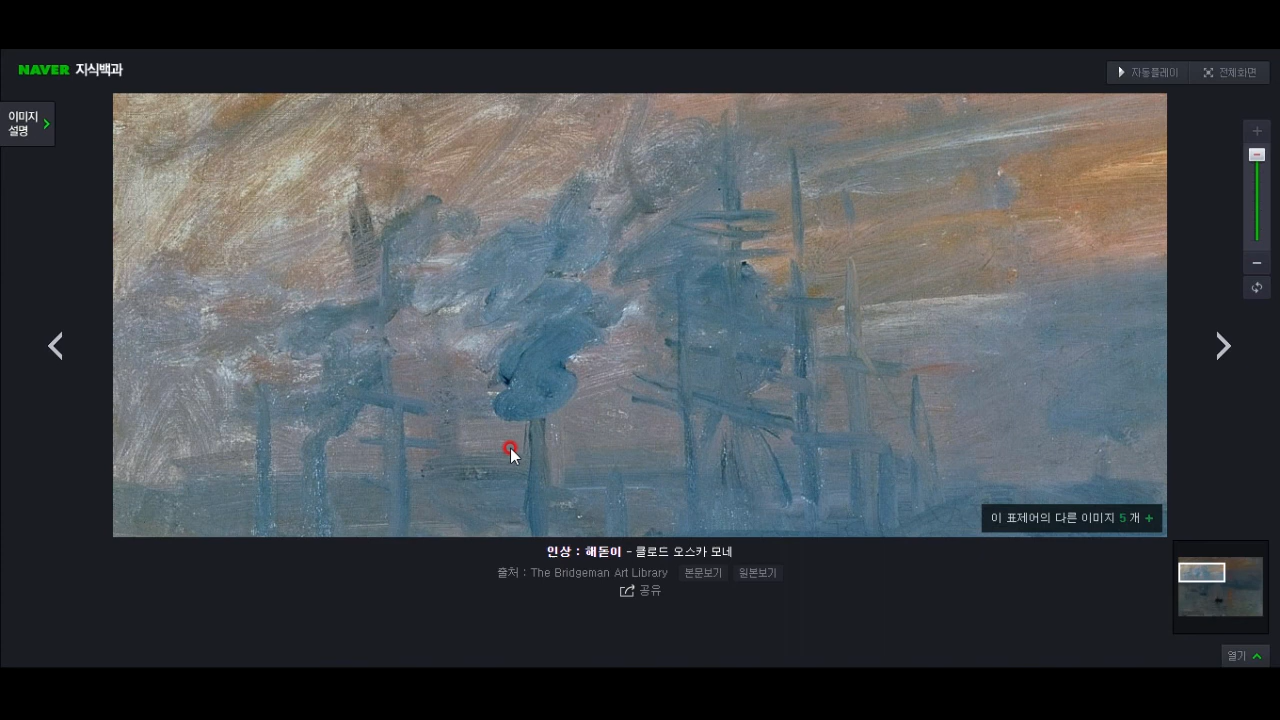 NAVER 지식백과
자동플레이 전체화면
이미지
설명
이 표제어의 다른 이미지 5 개 +
인상 : 해돋이 - 클로드 오스카 모네
출처 : The Bridgeman Art Library 본문보기 원본보기
공유
열기